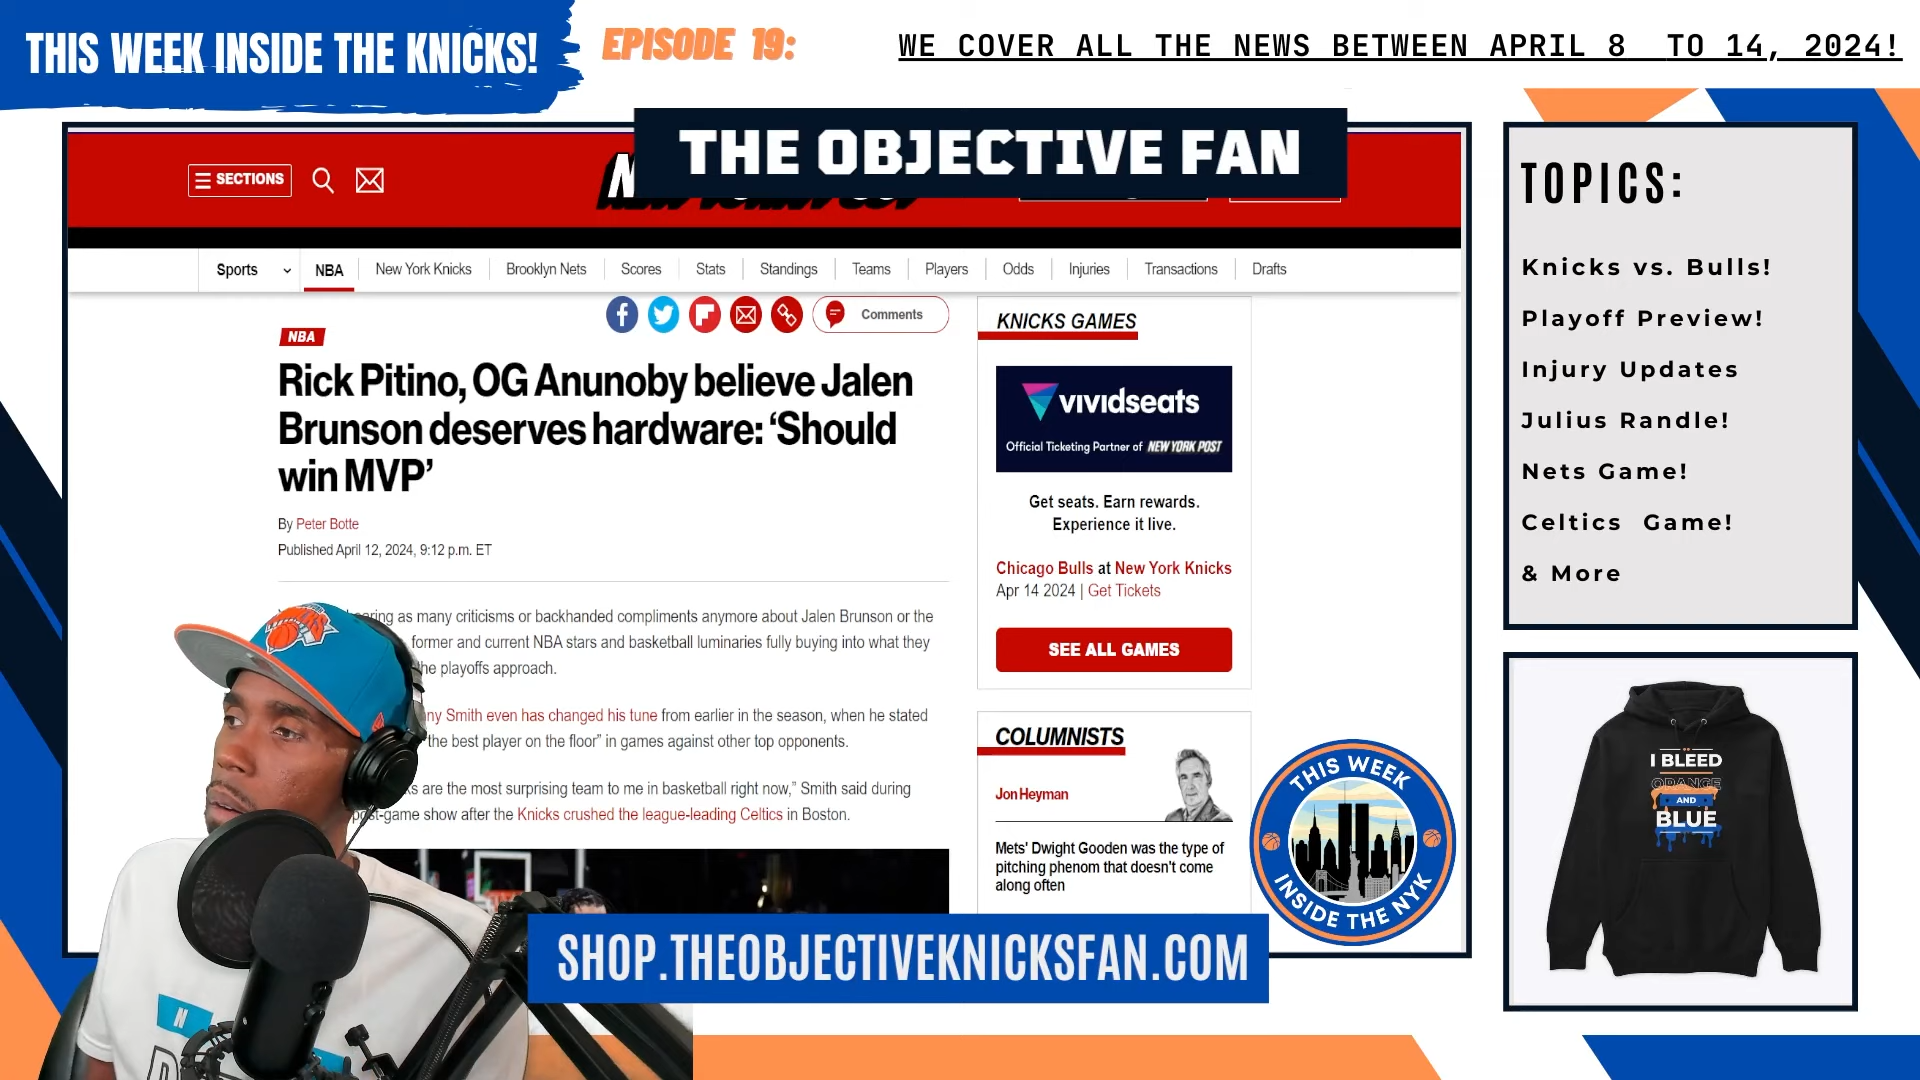 THIS WEEK INSIDE THE KNICKS!
EPISODE 19:
WE COVER ALL THE NEWS BETWEEN APRIL 8 TO 14, 2024!
THE OBJECTIVE FAN
SECTIONS
Sports
NBA
New York Knicks
Brooklyn Nets
Scores
Stats
Standings
Teams
Players
Odds
Injuries
Transactions
Drafts
Comments
NBA
Rick Pitino, OG Anunoby believe Jalen
Brunson deserves hardware: ‘Should
win MVP’
By Peter Botte
Published April 12, 2024, 9:12 p.m. ET
as many criticisms or backhanded compliments anymore about Jalen Brunson or the
former and current NBA stars and basketball luminaries fully buying into what they
the playoffs approach.
Smith even has changed his tune from earlier in the season, when he stated
the best player on the floor” in games against other top opponents.
are the most surprising team to me in basketball right now,” Smith said during
post-game show after the Knicks crushed the league-leading Celtics in Boston.
KNICKS GAMES
vividseats
Official Ticketing Partner of NEW YORK POST
Get seats. Earn rewards.
Experience it live.
Chicago Bulls at New York Knicks
Apr 14 2024 | Get Tickets
SEE ALL GAMES
COLUMNISTS
Jon Heyman
Mets' Dwight Gooden was the type of
pitching phenom that doesn't come
along often
THIS WEEK
INSIDE THE NYK
SHOP.THEOBJECTIVEKNICKSFAN.COM
TOPICS:
Knicks vs. Bulls!
Playoff Preview!
Injury Updates
Julius Randle!
Nets Game!
Celtics Game!
& More
I BLEED
ORANGE
AND
BLUE